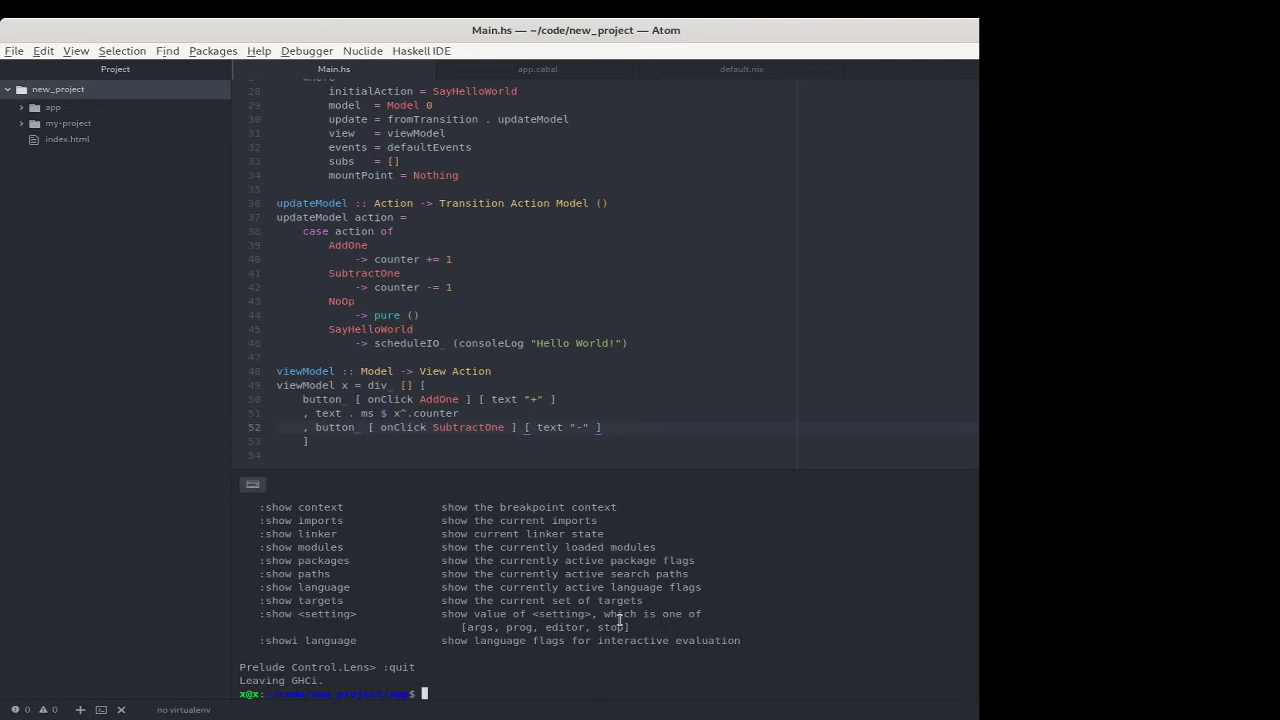 Main.hs — ~/code/new_project — Atom
File Edit View Selection Find Packages Help Debugger Nuclide Haskell IDE
Project Main.hs app.cabal default.nix
new_project
app
my-project
index.html
28 initialAction = SayHelloWorld
29 model = Model 0
30 update = fromTransition . updateModel
31 view = viewModel
32 events = defaultEvents
33 subs = []
34 mountPoint = Nothing
35
36 updateModel :: Action -> Transition Action Model ()
37 updateModel action =
38 case action of
39 AddOne
40 -> counter += 1
41 SubtractOne
42 -> counter -= 1
43 NoOp
44 -> pure ()
45 SayHelloWorld
46 -> scheduleIO_ (consoleLog "Hello World!")
47
48 viewModel :: Model -> View Action
49 viewModel x = div_ [] [
50 button_ [ onClick AddOne ] [ text "+" ]
51 , text . ms $ x^.counter
52 , button_ [ onClick SubtractOne ] [ text "-" ]
53 ]
54
:show context show the breakpoint context
:show imports show the current imports
:show linker show current linker state
:show modules show the currently loaded modules
:show packages show the currently active package flags
:show paths show the currently active search paths
:show language show the currently active language flags
:show targets show the current set of targets
:show <setting> show value of <setting>, which is one of
[args, prog, editor, stop]
:showi language show language flags for interactive evaluation
Prelude Control.Lens> :quit
Leaving GHCi.
x@x:~/code/new_project/app$
0 0 no virtualenv